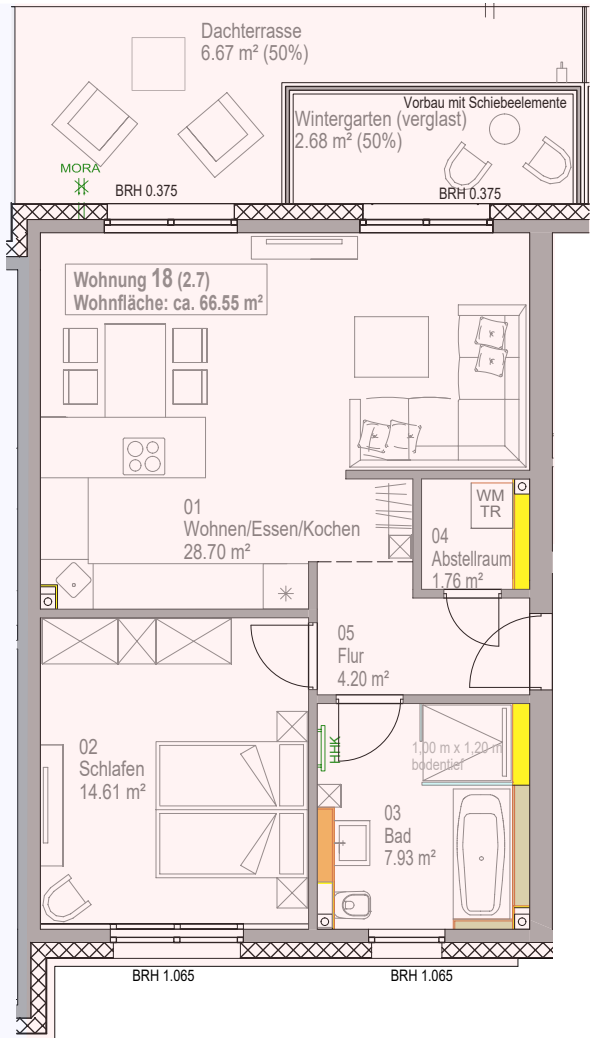 Dachterrasse
6.67 m² (50%)
Vorbau mit Schiebeelemente
Wintergarten (verglast)
2.68 m² (50%)
MORA
BRH 0.375
BRH 0.375
Wohnung 18 (2.7)
Wohnfläche: ca. 66.55 m²
WM
TR
01
Wohnen/Essen/Kochen
28.70 m²
04
Abstellraum
1.76 m²
05
Flur
4.20 m²
02
Schlafen
14.61 m²
HHK
1,00 m x 1,20 m
bodentief
03
Bad
7.93 m²
BRH 1.065
BRH 1.065